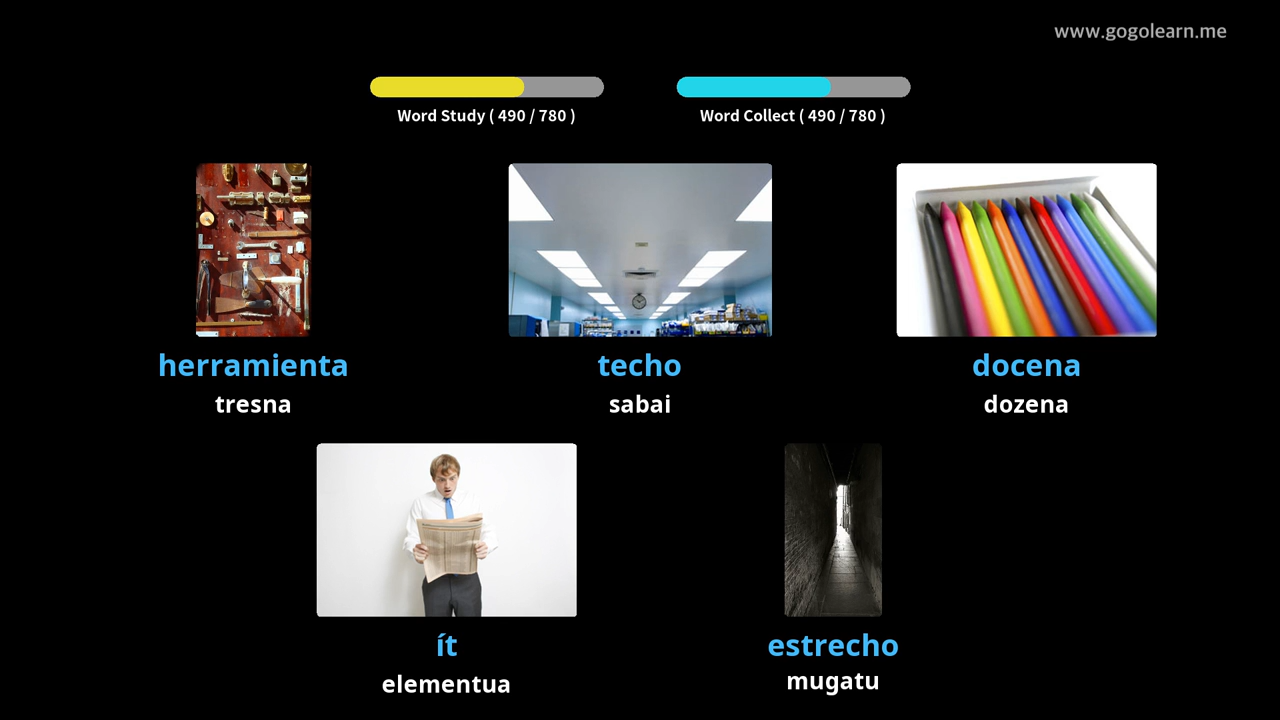 www.gogolearn.me
Word Study ( 490 / 780 )
Word Collect ( 490 / 780 )
herramienta
tresna
techo
sabai
docena
dozena
ít
elementua
estrecho
mugatu